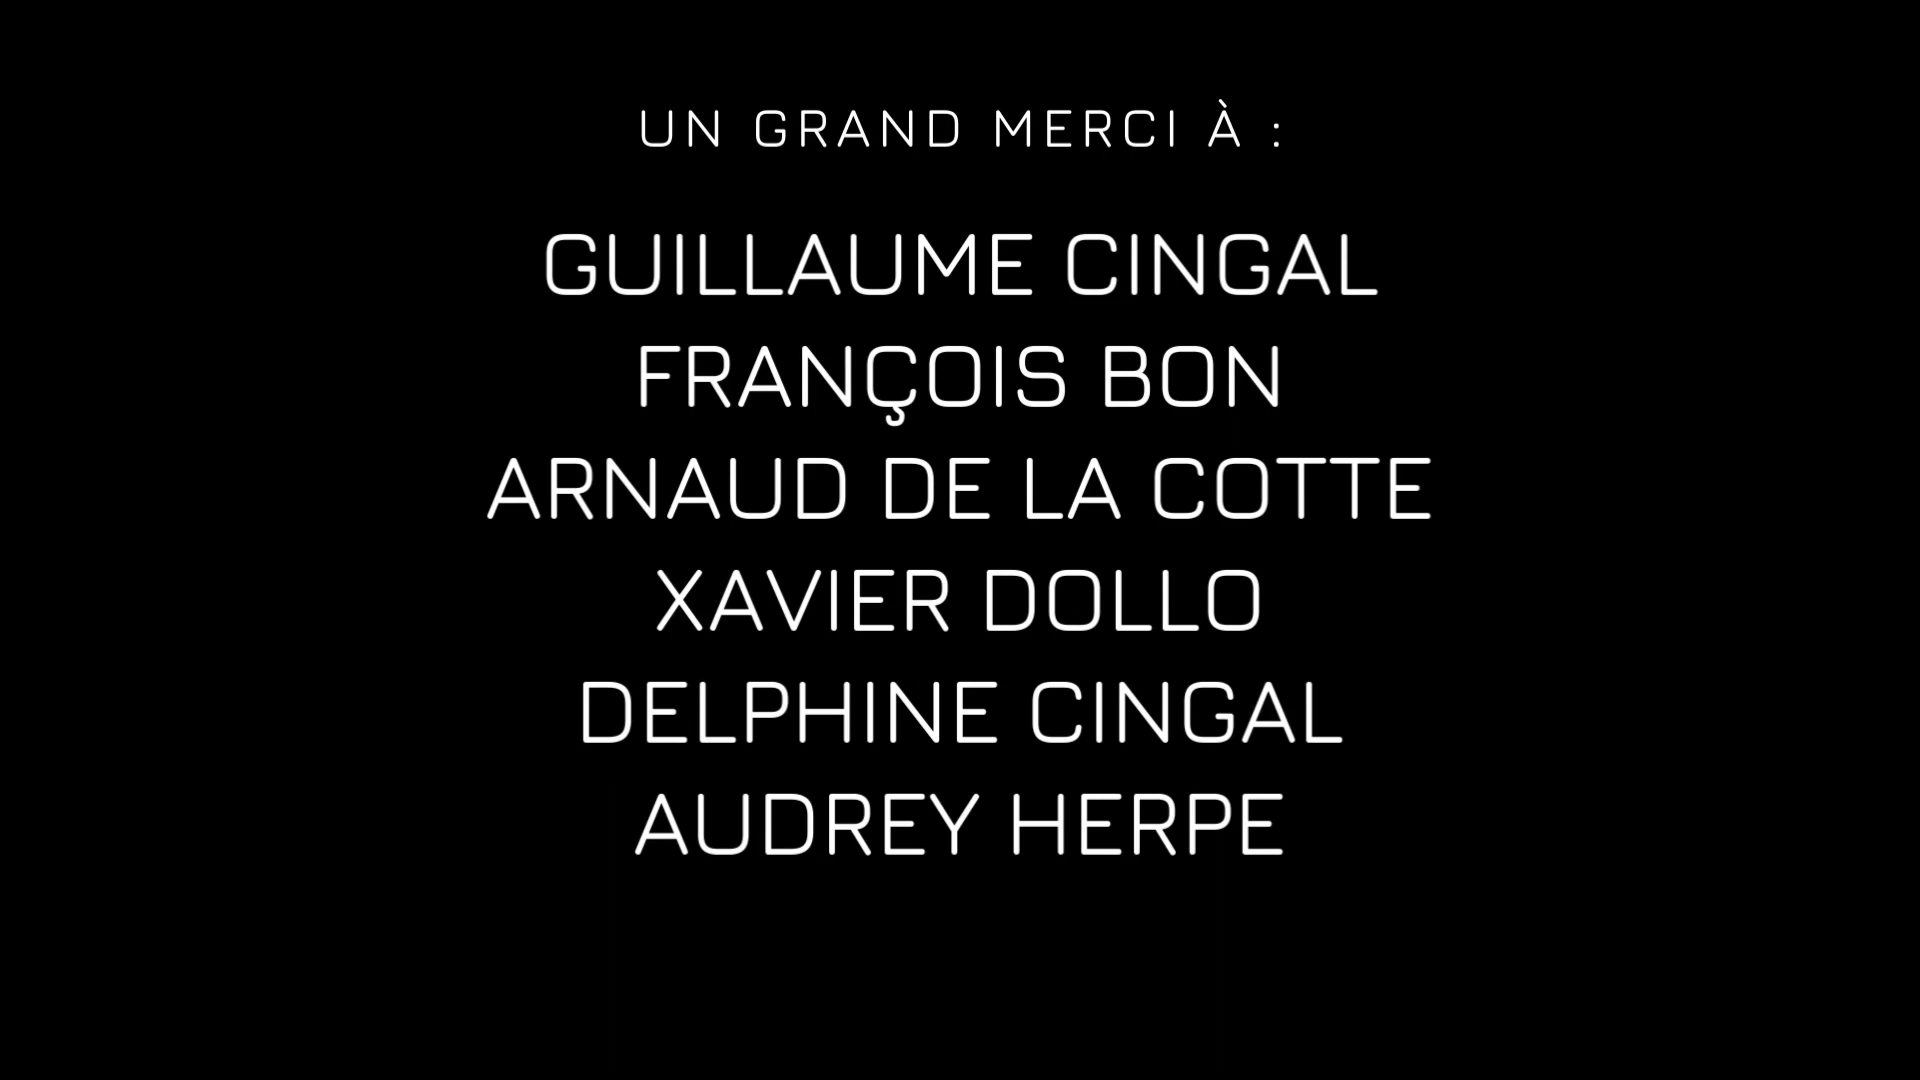 UN GRAND MERCI À :
GUILLAUME CINGAL
FRANÇOIS BON
ARNAUD DE LA COTTE
XAVIER DOLLO
DELPHINE CINGAL
AUDREY HERPE